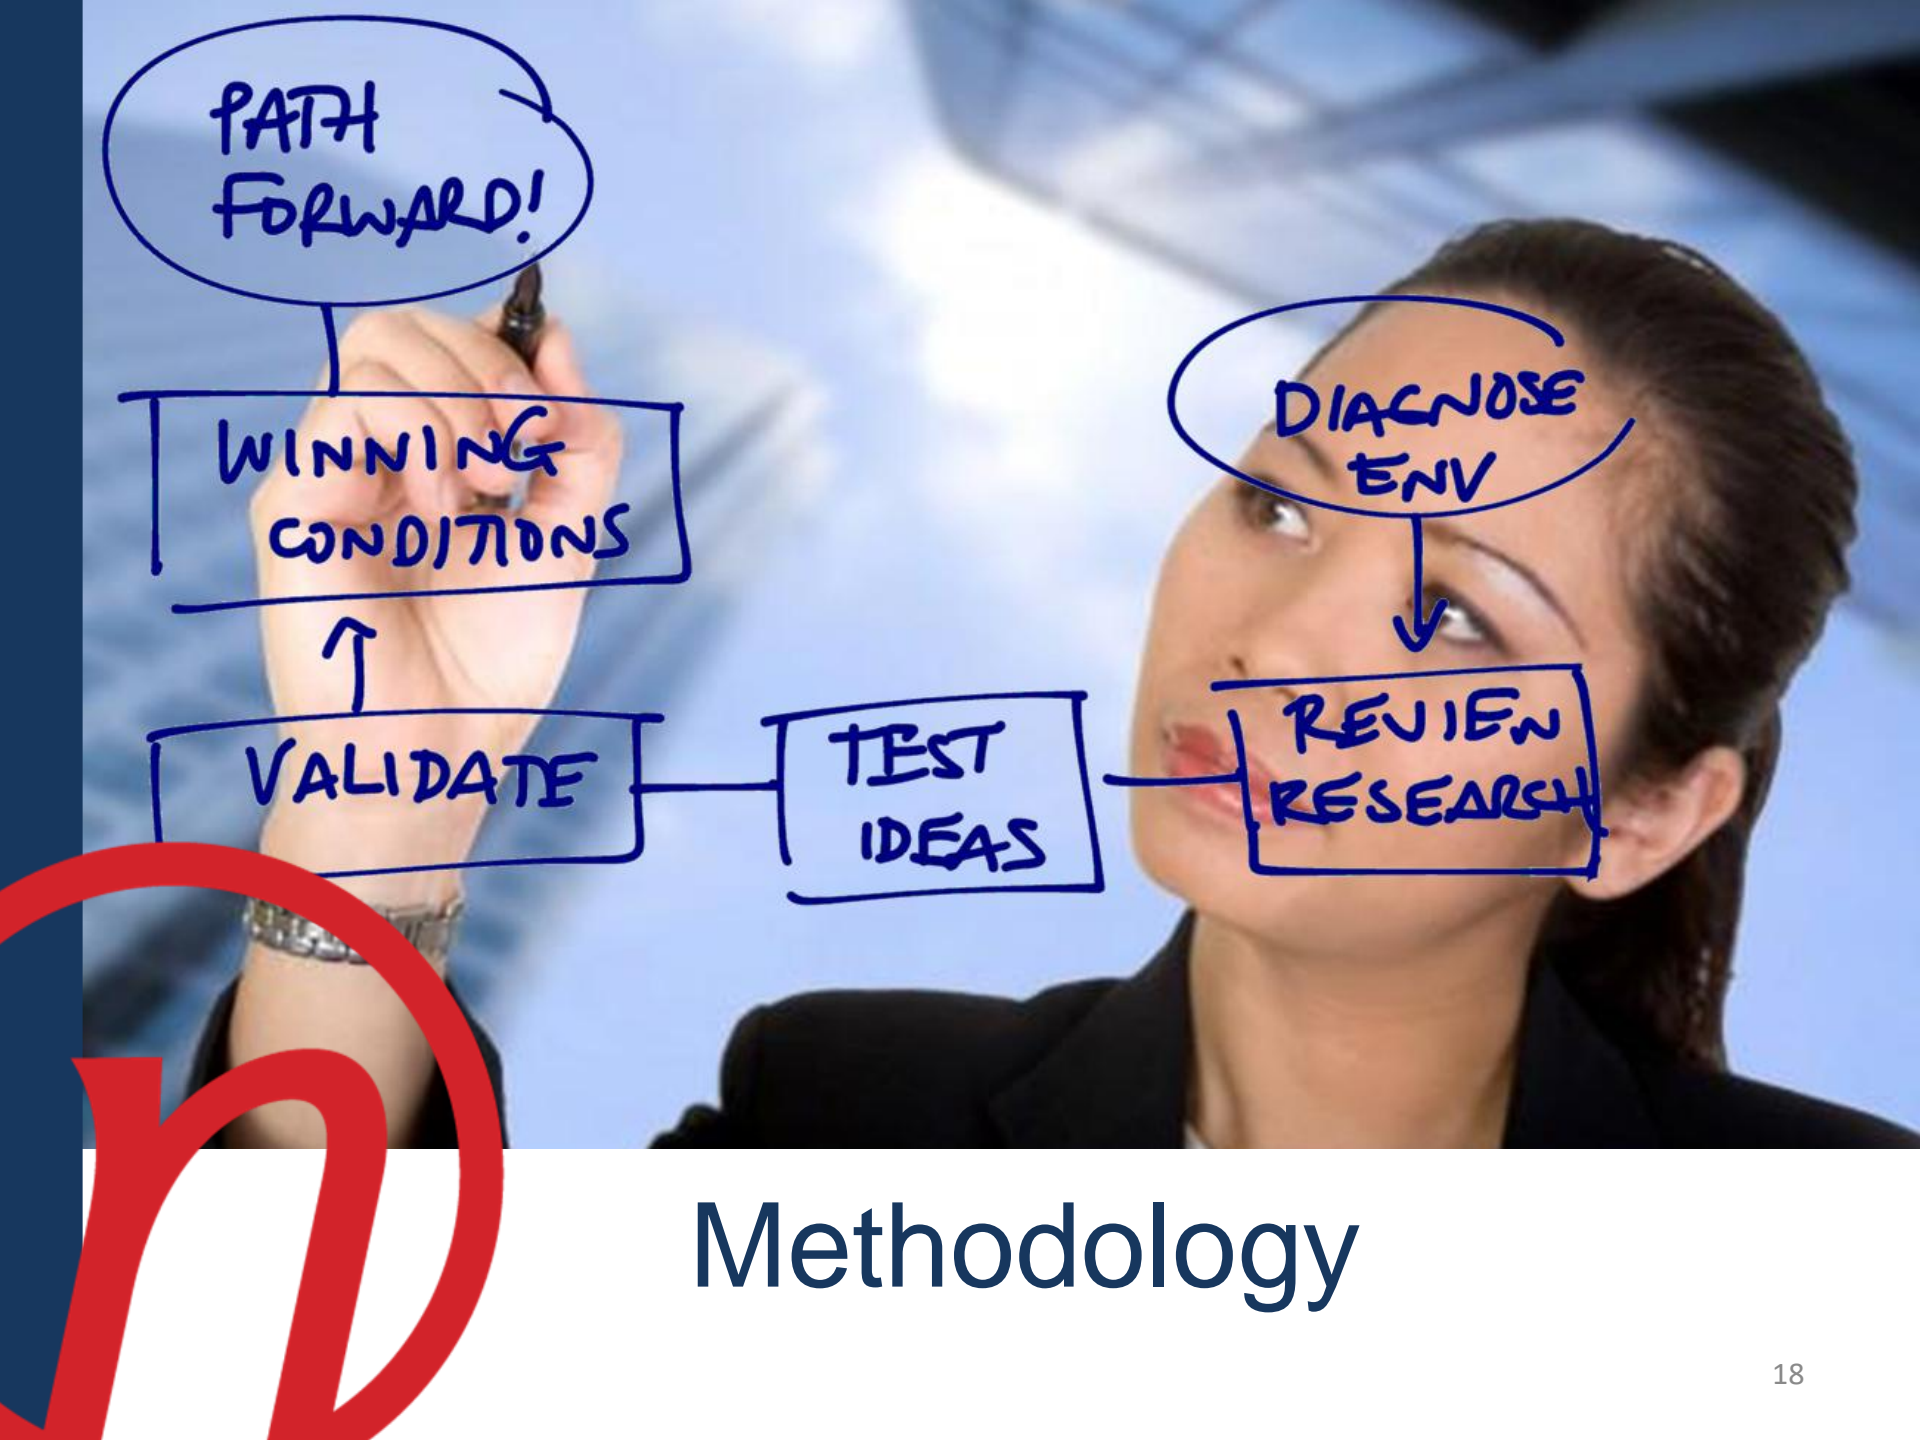 PATH
FORWARD!
WINNING
CONDITIONS
VALIDATE
TEST
IDEAS
DIAGNOSE
ENV
REVIEW
RESEARCH
n
Methodology
18